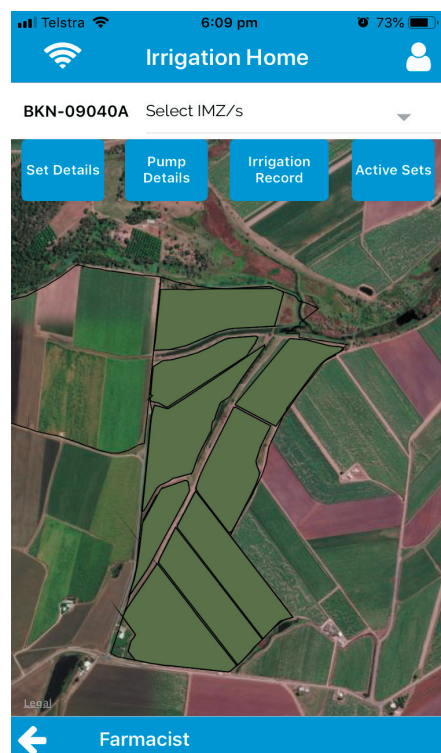 Telstra 6:09 pm 73%
Irrigation Home
BKN-09040A Select IMZ/s
Set Details Pump Details Irrigation Record Active Sets
Legal
Farmacist